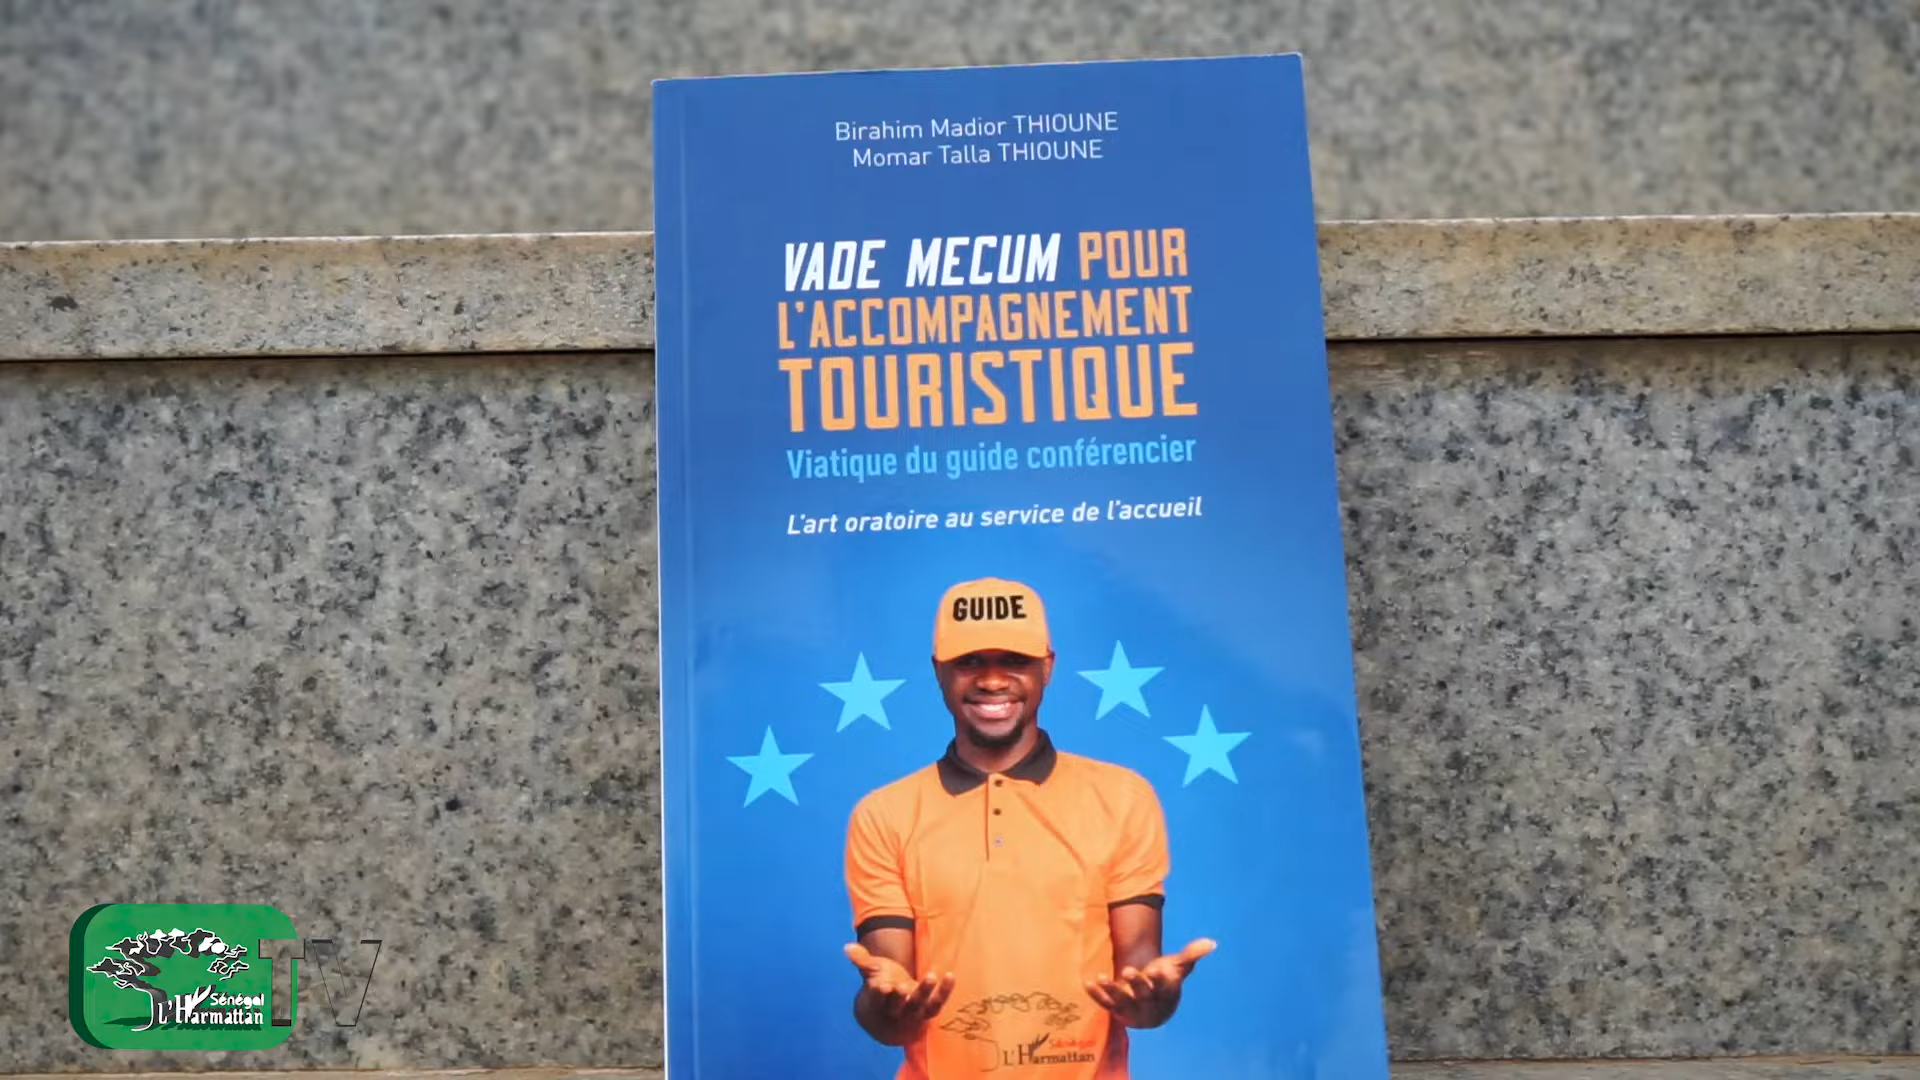 Birahim Madior THIOUNE
Momar Talla THIOUNE
VADE MECUM POUR
L'ACCOMPAGNEMENT
TOURISTIQUE
Viatique du guide conférencier
L'art oratoire au service de l'accueil
GUIDE
Sénégal
L'Harmattan
Sénégal
L'Harmattan
TV